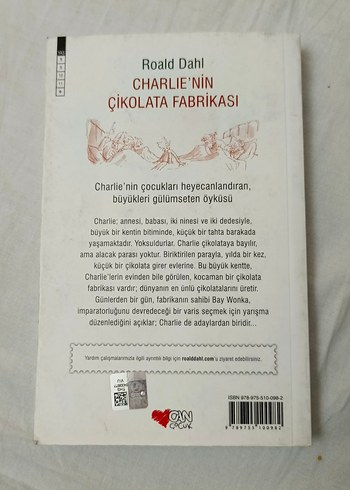 Roald Dahl
CHARLIE'NİN
ÇİKOLATA FABRİKASI
Charlie'nin çocukları heyecanlandıran,
büyükleri gülümseten öyküsü
Charlie; annesi, babası, iki ninesi ve iki dedesiyle,
büyük bir kentin bitiminde, küçük bir tahta barakada
yaşamaktadır. Yoksuldurlar. Charlie çikolataya bayılır,
ama alacak parası yoktur. Biriktirilen parayla, yılda bir kez,
küçük bir çikolata girer evlerine. Bu büyük kentte,
Charlie'lerin evinden bile görülen, kocaman bir çikolata
fabrikası vardır; dünyanın en ünlü çikolatalarını üretir.
Günlerden bir gün, fabrikanın sahibi Bay Wonka,
imparatorluğunu devredeceği bir varis seçmek için yarışma
düzenlediğini açıklar; Charlie de adaylardan biridir...
Yardım çalışmalarımızla ilgili ayrıntılı bilgi için roalddahl.com'u ziyaret edebilirsiniz.
ISBN 978-975-510-098-2
CAN
ÇOCUK
9789755100982